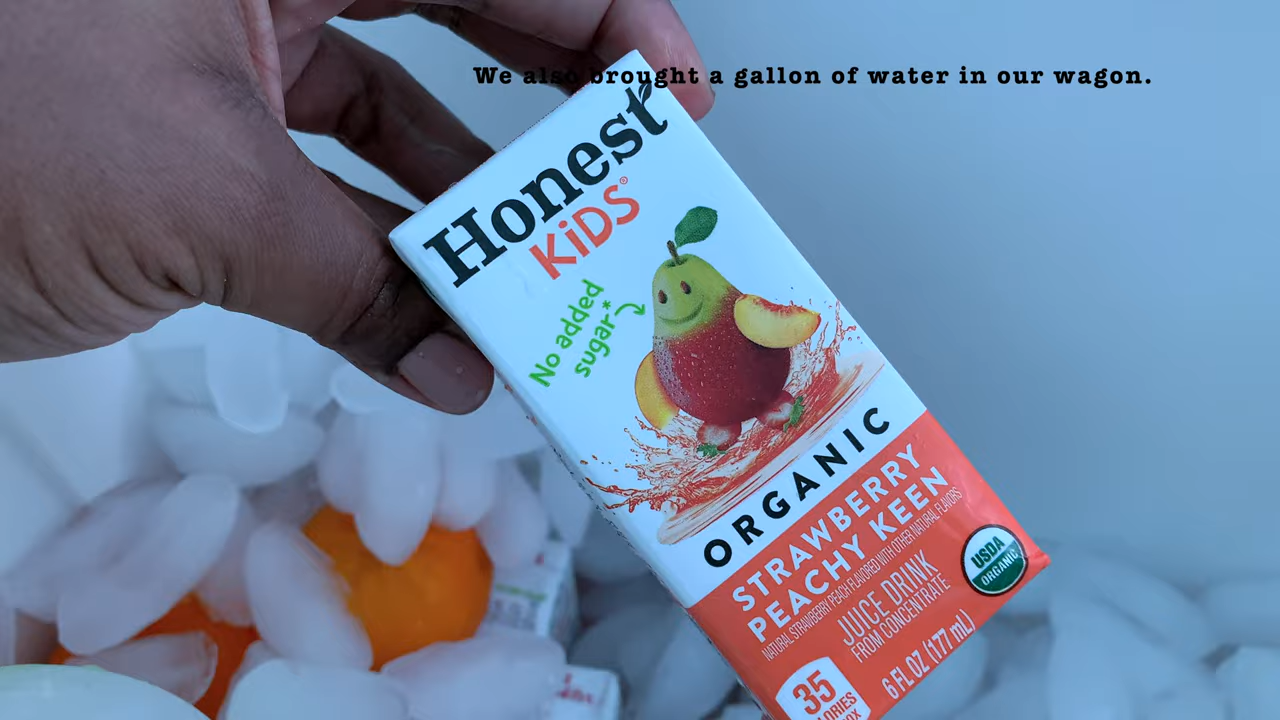 We also brought a gallon of water in our wagon.
Honest
KiDS®
No added
sugar*
ORGANIC
STRAWBERRY
PEACHY KEEN
NATURAL STRAWBERRY PEACH FLAVORED WITH OTHER NATURAL FLAVORS
JUICE DRINK
FROM CONCENTRATE
USDA
ORGANIC
6 FL OZ (177 mL)
35